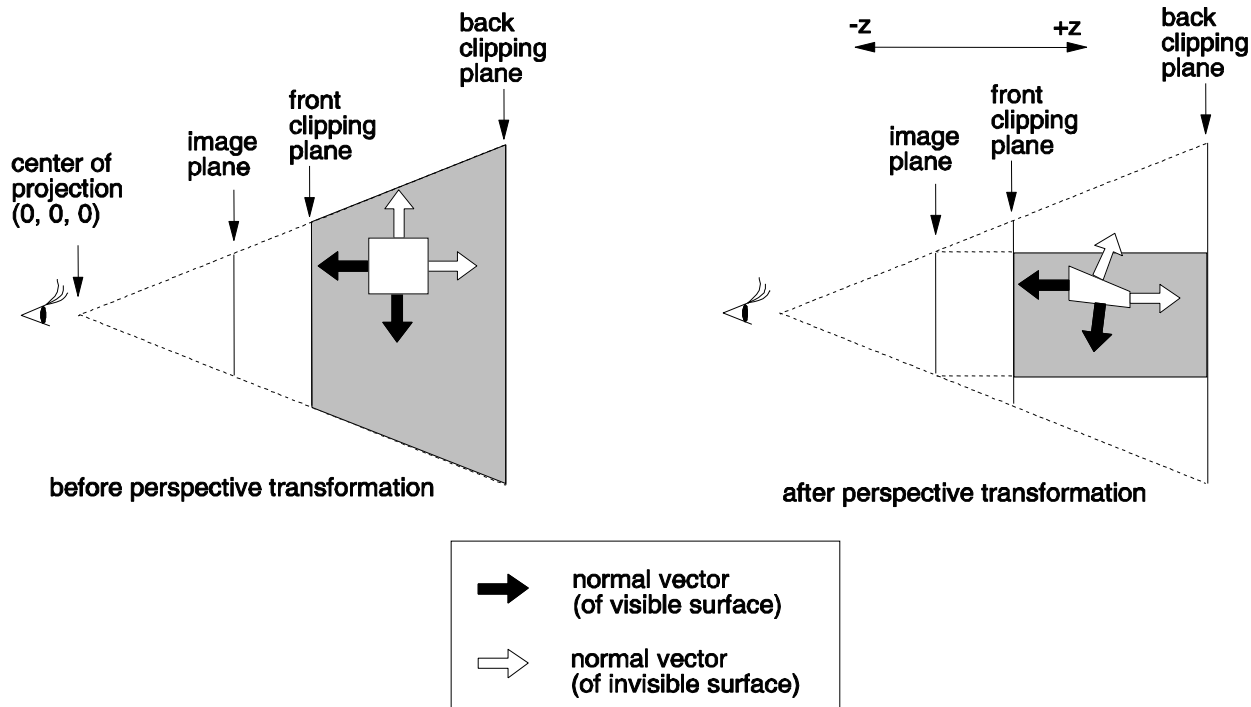 back
clipping
plane
front
clipping
plane
image
plane
center of
projection
(0, 0, 0)
before perspective transformation
-z
+z
back
clipping
plane
front
clipping
plane
image
plane
after perspective transformation
normal vector
(of visible surface)
normal vector
(of invisible surface)